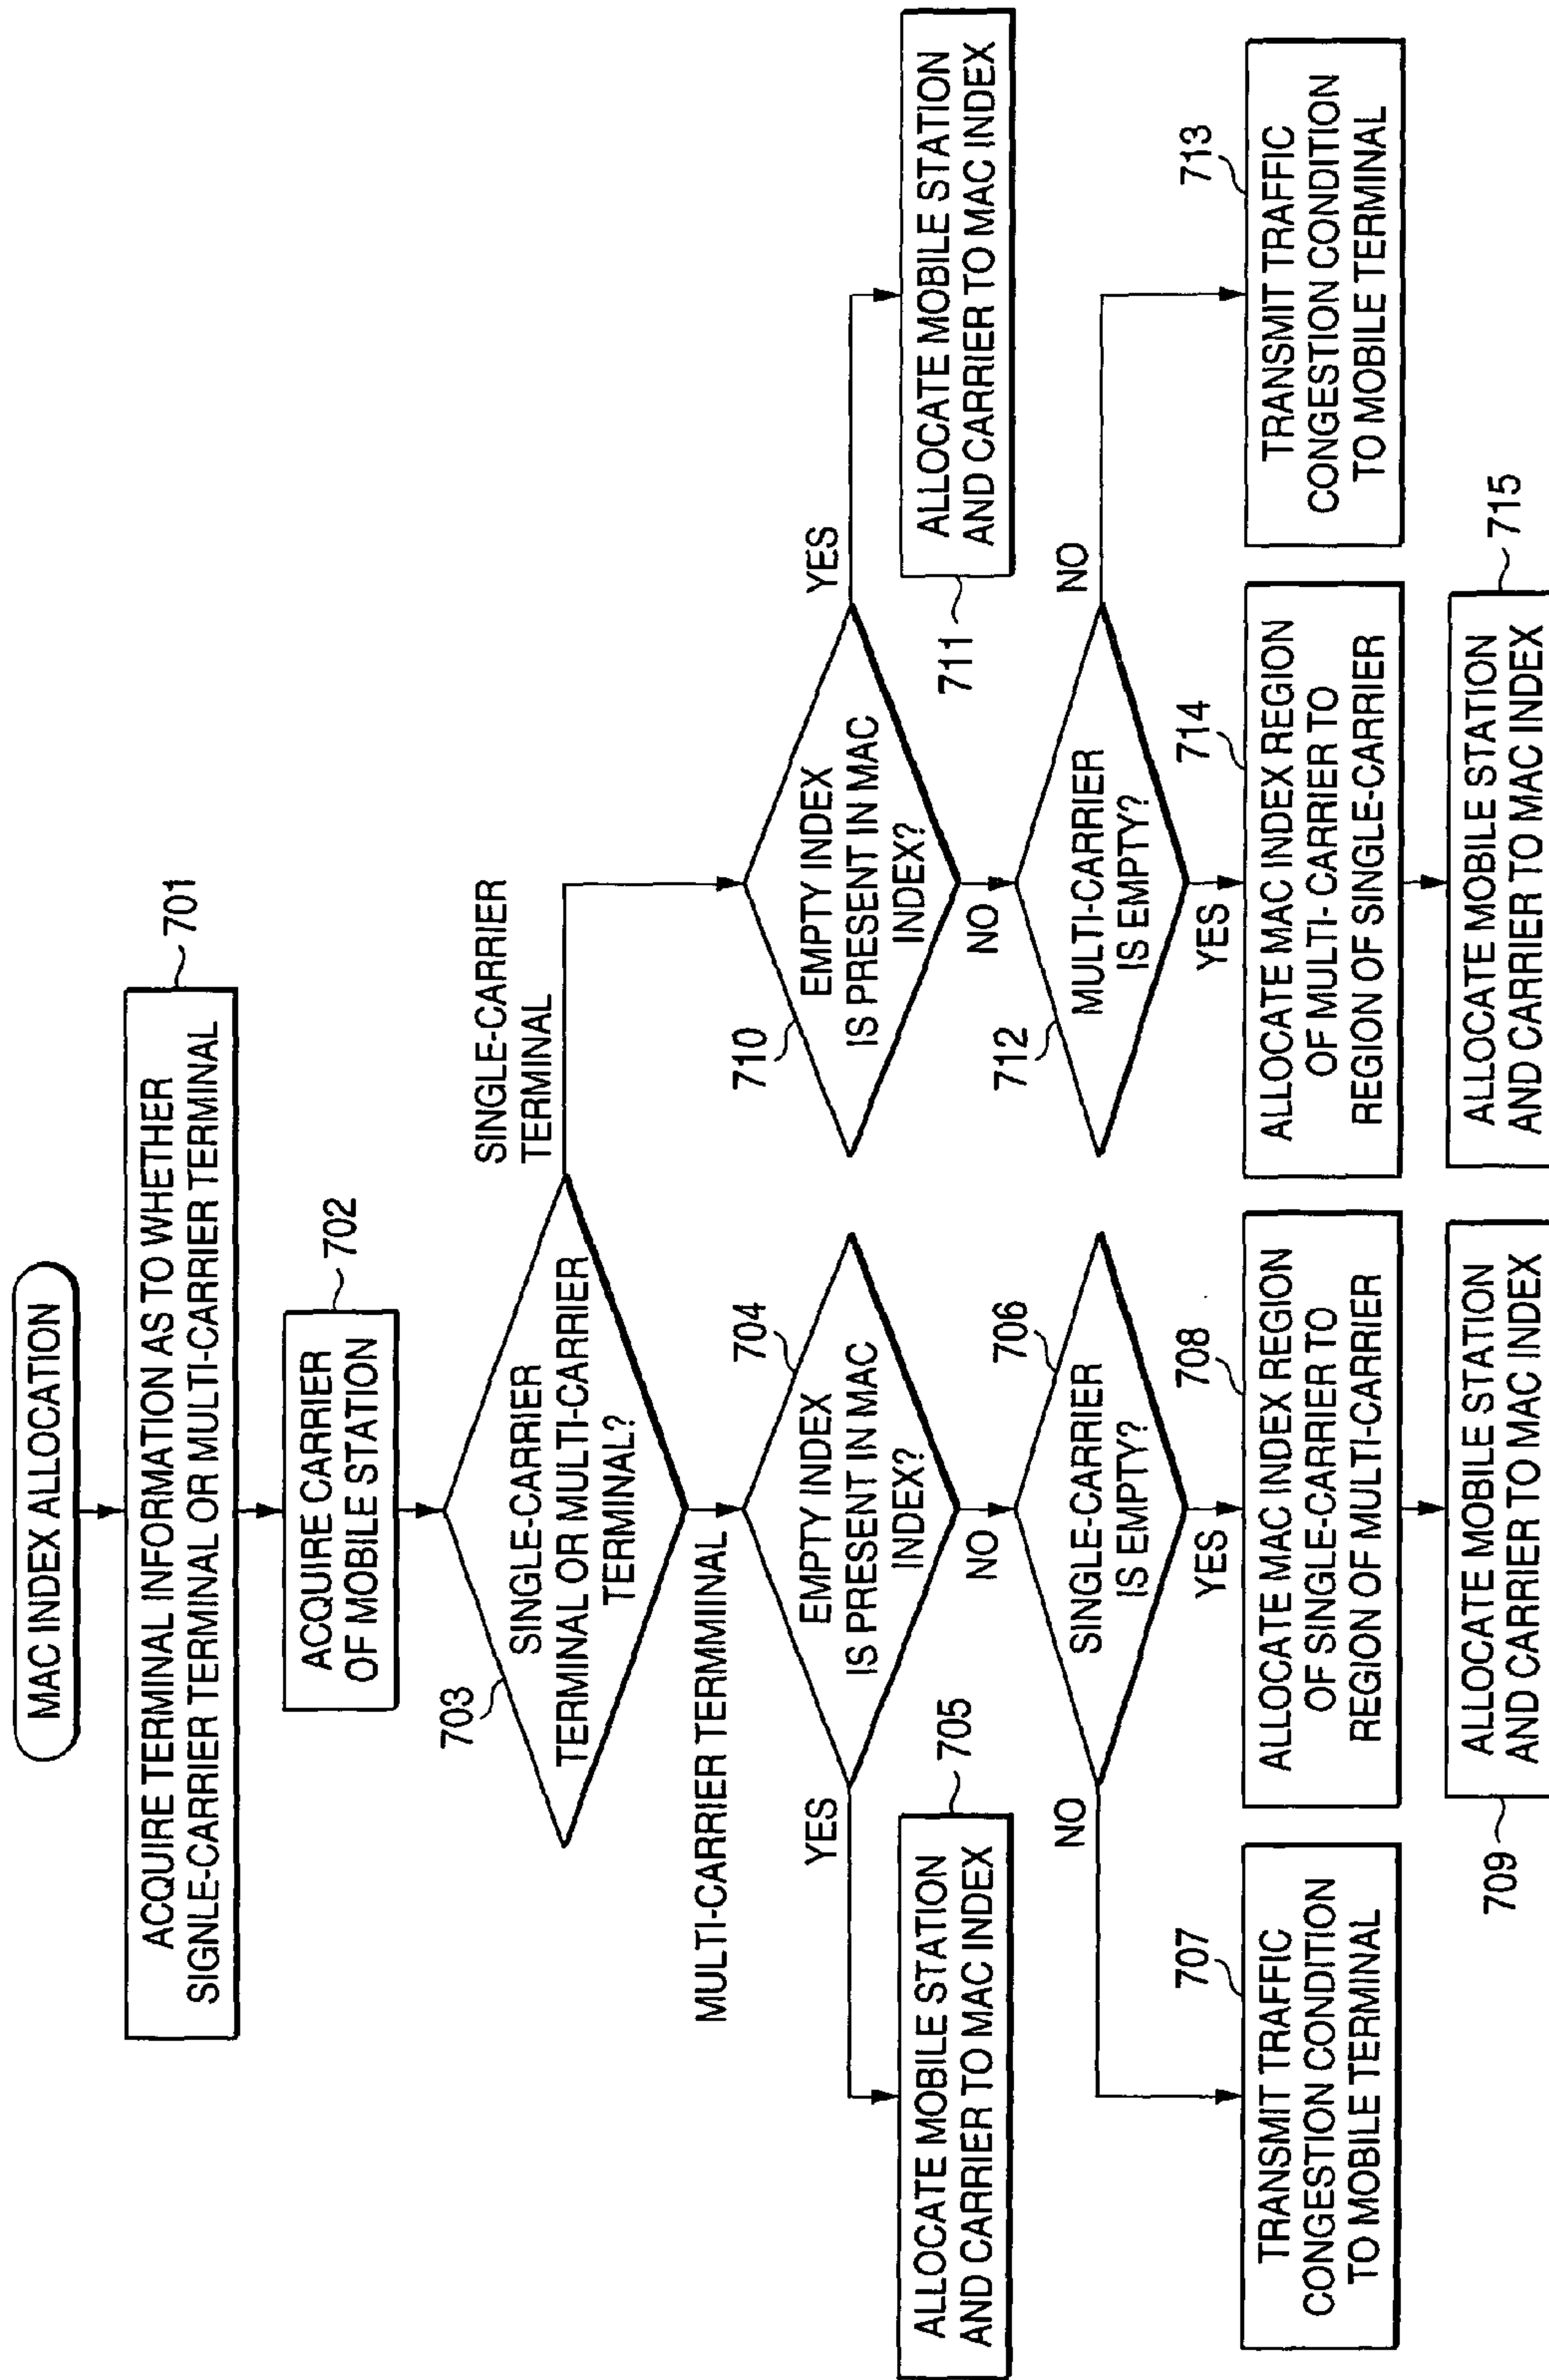 MAC INDEX ALLOCATION
ACQUIRE TERMINAL INFORMATION AS TO WHETHER
SIGNLE-CARRIER TERMINAL OR MULTI-CARRIER TERMINAL
701
ACQUIRE CARRIER
OF MOBILE STATION
702
703
SINGLE-CARRIER
TERMINAL OR MULTI-CARRIER
TERMINAL?
SINGLE-CARRIER
TERMINAL
MULTI-CARRIER TERMMIINAL
704
EMPTY INDEX
IS PRESENT IN MAC
INDEX?
YES
NO
705
ALLOCATE MOBILE STATION
AND CARRIER TO MAC INDEX
706
SINGLE-CARRIER
IS EMPTY?
NO
YES
707
TRANSMIT TRAFFIC
CONGESTION CONDITION
TO MOBILE TERMINAL
708
ALLOCATE MAC INDEX REGION
OF SINGLE-CARRIER TO
REGION OF MULTI-CARRIER
709
ALLOCATE MOBILE STATION
AND CARRIER TO MAC INDEX
710
EMPTY INDEX
IS PRESENT IN MAC
INDEX?
YES
NO
711
ALLOCATE MOBILE STATION
AND CARRIER TO MAC INDEX
712
MULTI-CARRIER
IS EMPTY?
NO
YES
713
TRANSMIT TRAFFIC
CONGESTION CONDITION
TO MOBILE TERMINAL
714
ALLOCATE MAC INDEX REGION
OF MULTI- CARRIER TO
REGION OF SINGLE-CARRIER
715
ALLOCATE MOBILE STATION
AND CARRIER TO MAC INDEX